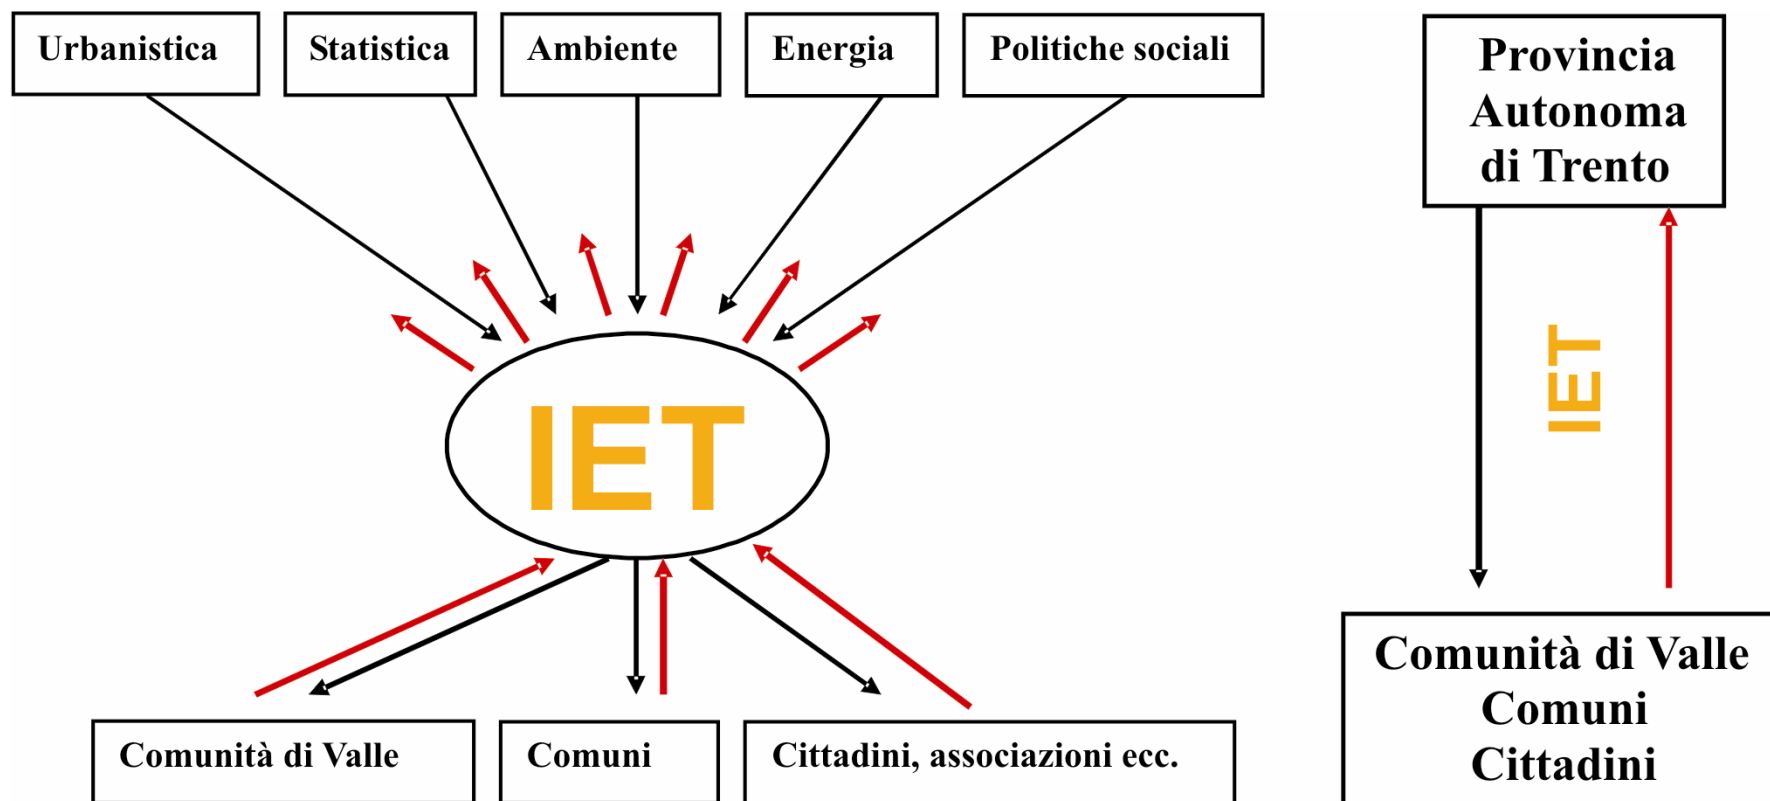 Urbanistica
Statistica
Ambiente
Energia
Politiche sociali
IET
Comunità di Valle
Comuni
Cittadini, associazioni ecc.
Provincia
Autonoma
di Trento
IET
Comunità di Valle
Comuni
Cittadini